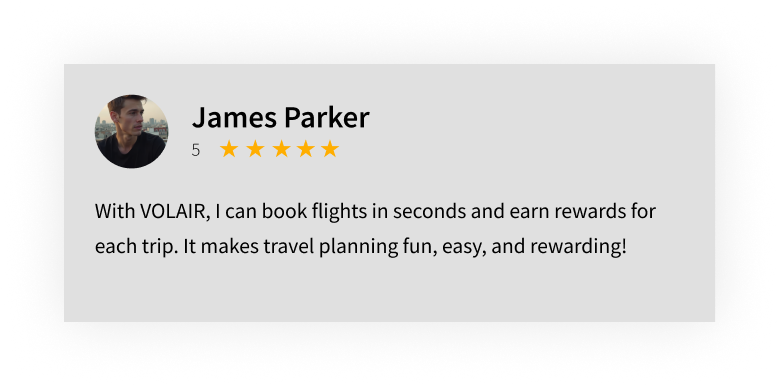 James Parker
5 ★★★★★
With VOLAIR, I can book flights in seconds and earn rewards for
each trip. It makes travel planning fun, easy, and rewarding!